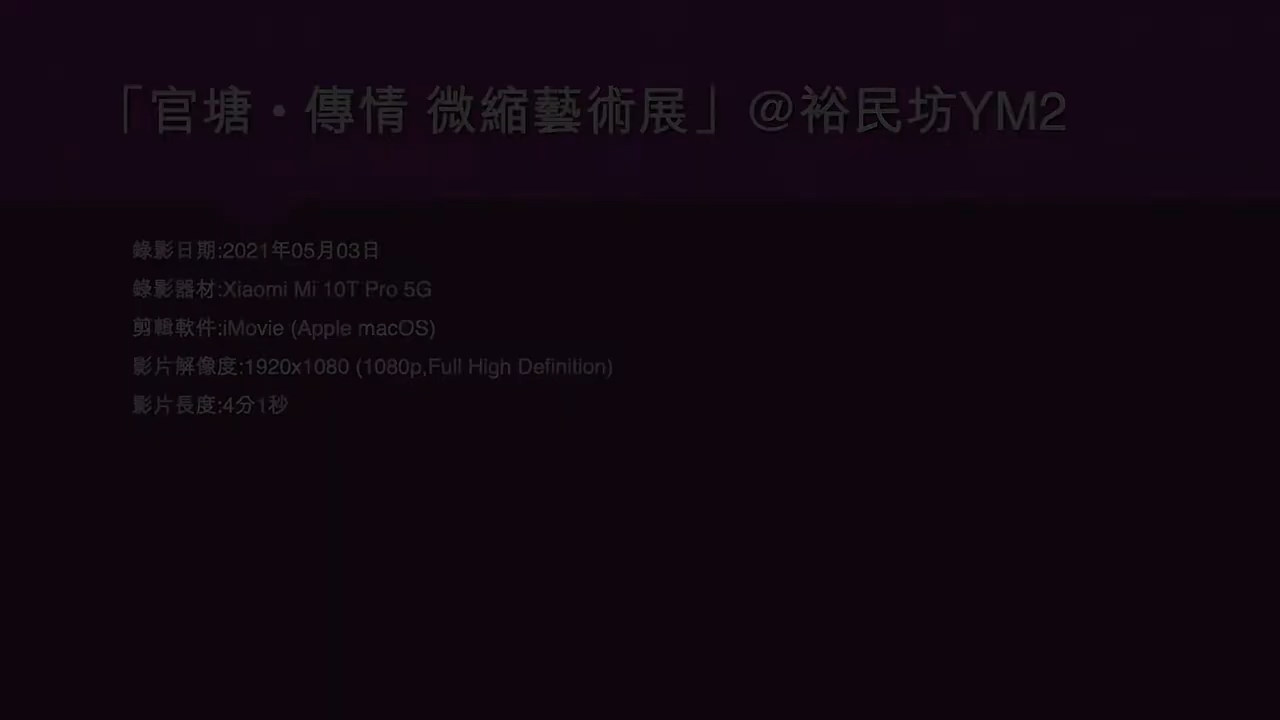 「官塘・傳情 微縮藝術展」@裕民坊YM2
錄影日期:2021年05月03日
錄影器材:Xiaomi Mi 10T Pro 5G
剪輯軟件:iMovie (Apple macOS)
影片解像度:1920x1080 (1080p,Full High Definition)
影片長度:4分1秒